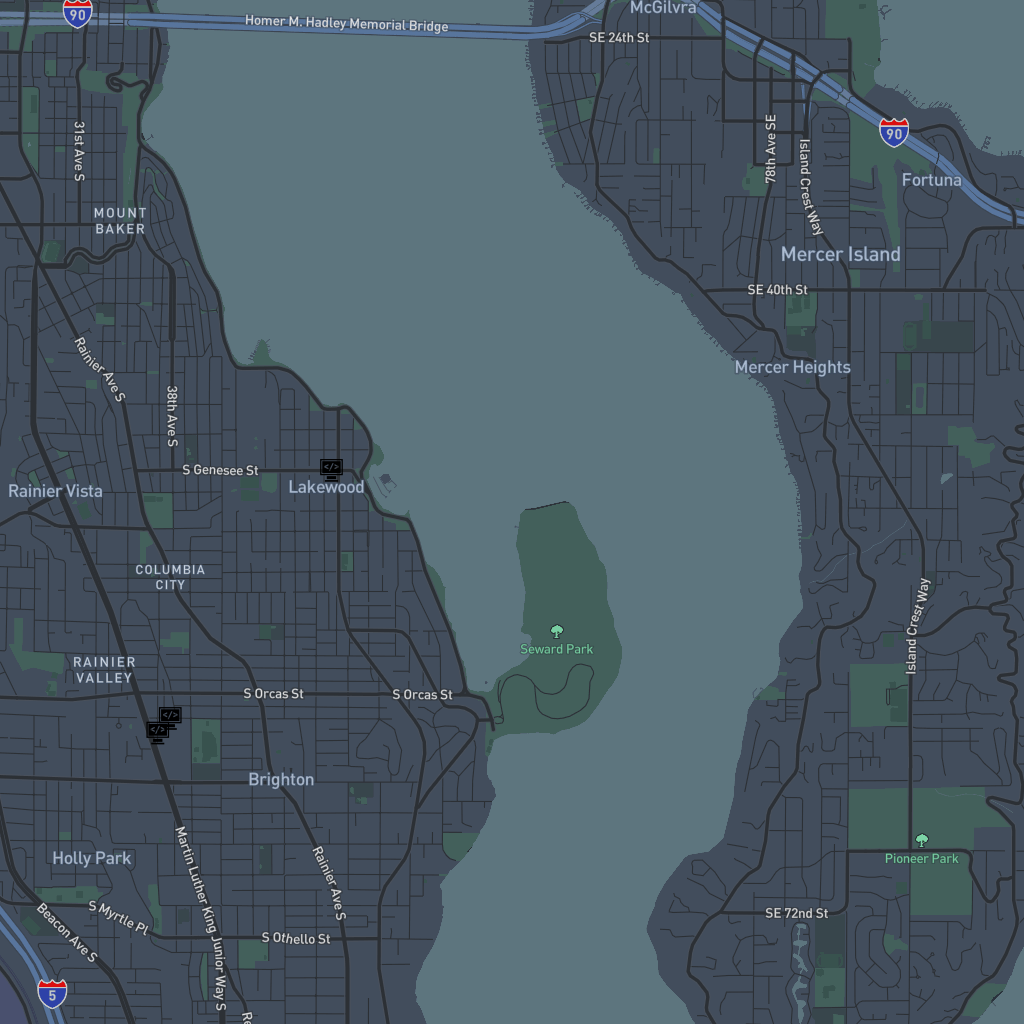 90
Homer M. Hadley Memorial Bridge
McGilvra
SE 24th St
31st Ave S
78th Ave SE
Island Crest Way
90
Fortuna
MOUNT
BAKER
Mercer Island
SE 40th St
Rainier Ave S
38th Ave S
Mercer Heights
S Genesee St
</>
Lakewood
Rainier Vista
COLUMBIA
CITY
Island Crest Way
Seward Park
RAINIER
VALLEY
S Orcas St
S Orcas St
</>
</>
Brighton
Martin Luther King Junior Way S
Rainier Ave S
Holly Park
Pioneer Park
S Myrtle Pl
Beacon Ave S
SE 72nd St
S Othello St
5
Re